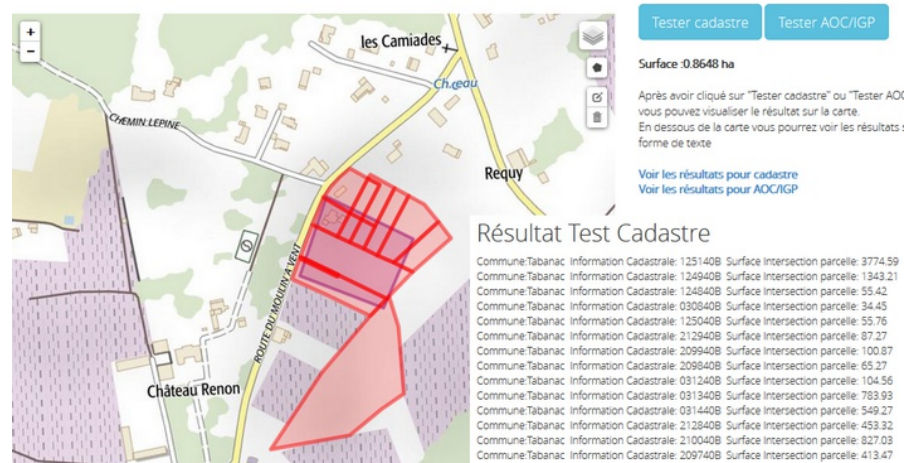 +
-
les Camiades
Ch.eau
CHEMIN LEPINE
Requy
ROUTE DU MOULIN A VENT
Château Renon
Tester cadastre
Tester AOC/IGP
Surface :0.8648 ha
Après avoir cliqué sur "Tester cadastre" ou "Tester AOC
vous pouvez visualiser le résultat sur la carte.
En dessous de la carte vous pourrez voir les résultats s
forme de texte
Voir les résultats pour cadastre
Voir les résultats pour AOC/IGP
Résultat Test Cadastre
Commune:Tabanac Information Cadastrale: 125140B Surface Intersection parcelle: 3774.59
Commune:Tabanac Information Cadastrale: 124940B Surface Intersection parcelle: 1343.21
Commune:Tabanac Information Cadastrale: 124840B Surface Intersection parcelle: 55.42
Commune:Tabanac Information Cadastrale: 030840B Surface Intersection parcelle: 34.45
Commune:Tabanac Information Cadastrale: 125040B Surface Intersection parcelle: 55.76
Commune:Tabanac Information Cadastrale: 212940B Surface Intersection parcelle: 87.27
Commune:Tabanac Information Cadastrale: 209940B Surface Intersection parcelle: 100.87
Commune:Tabanac Information Cadastrale: 209840B Surface Intersection parcelle: 65.27
Commune:Tabanac Information Cadastrale: 031240B Surface Intersection parcelle: 104.56
Commune:Tabanac Information Cadastrale: 031340B Surface Intersection parcelle: 783.93
Commune:Tabanac Information Cadastrale: 031440B Surface Intersection parcelle: 549.27
Commune:Tabanac Information Cadastrale: 212840B Surface Intersection parcelle: 453.32
Commune:Tabanac Information Cadastrale: 210040B Surface Intersection parcelle: 827.03
Commune:Tabanac Information Cadastrale: 209740B Surface Intersection parcelle: 413.47